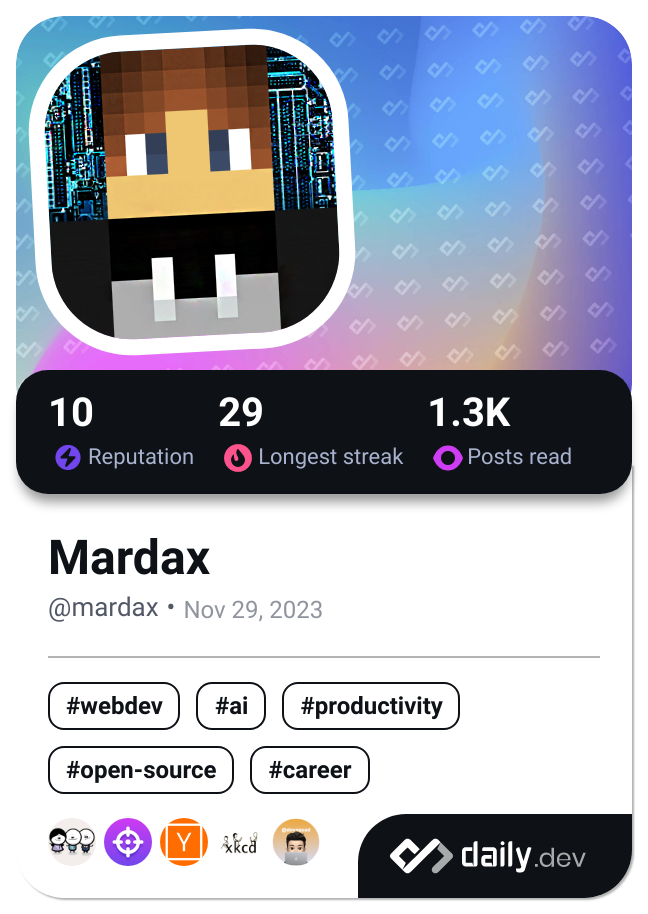 10 29 1.3K
Reputation Longest streak Posts read
Mardax
@mardax • Nov 29, 2023
#webdev #ai #productivity
#open-source #career
Y xkcd
daily.dev